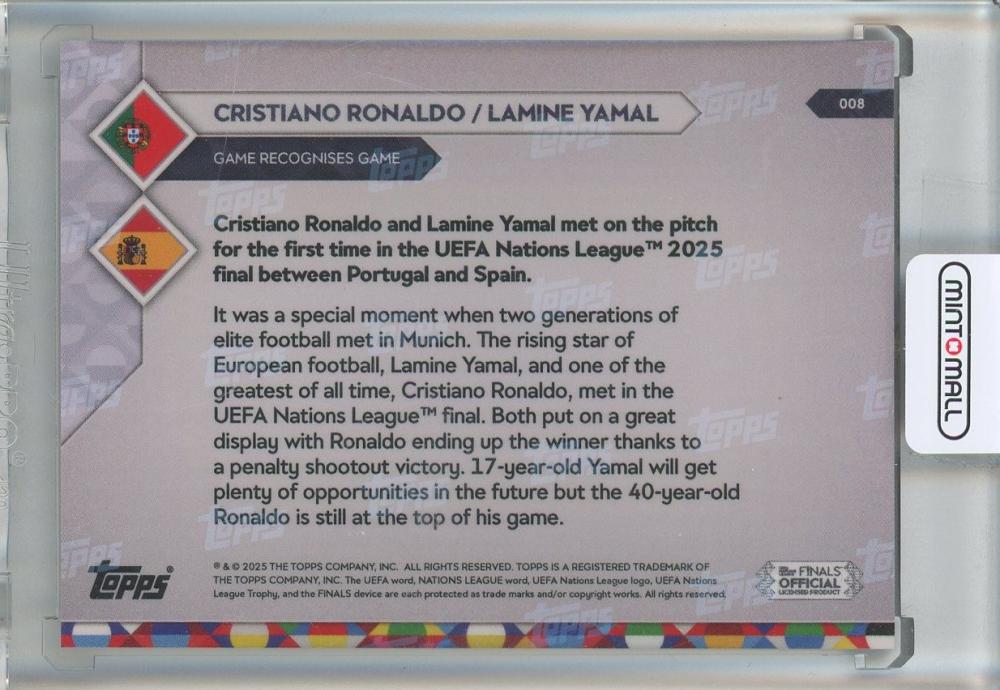 CRISTIANO RONALDO / LAMINE YAMAL
008
GAME RECOGNISES GAME
Cristiano Ronaldo and Lamine Yamal met on the pitch
for the first time in the UEFA Nations League™ 2025
final between Portugal and Spain.
It was a special moment when two generations of
elite football met in Munich. The rising star of
European football, Lamine Yamal, and one of the
greatest of all time, Cristiano Ronaldo, met in the
UEFA Nations League™ final. Both put on a great
display with Ronaldo ending up the winner thanks to
a penalty shootout victory. 17-year-old Yamal will get
plenty of opportunities in the future but the 40-year-old
Ronaldo is still at the top of his game.
Topps®
® & © 2025 THE TOPPS COMPANY, INC. ALL RIGHTS RESERVED. TOPPS IS A REGISTERED TRADEMARK OF
THE TOPPS COMPANY, INC. The UEFA word, NATIONS LEAGUE word, UEFA Nations League logo, UEFA Nations
League Trophy, and the FINALS device are each protected as trade marks and/or copyright works. All rights reserved.
FINALS
OFFICIAL
LICENSED PRODUCT
MINT MALL